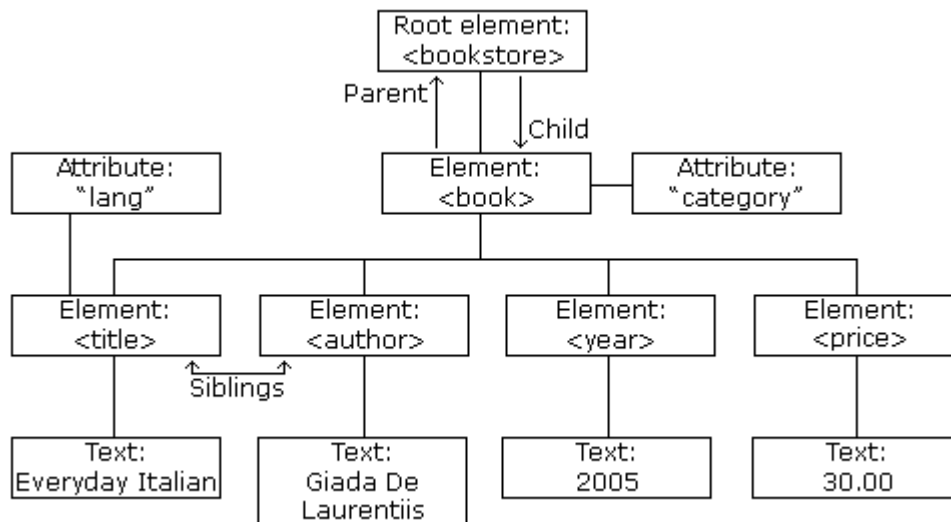 Root element:
<bookstore>
Parent
Child
Attribute:
“lang”
Element:
<book>
Attribute:
“category”
Element:
<title>
Element:
<author>
Element:
<year>
Element:
<price>
Siblings
Text:
Everyday Italian
Text:
Giada De
Laurentiis
Text:
2005
Text:
30.00